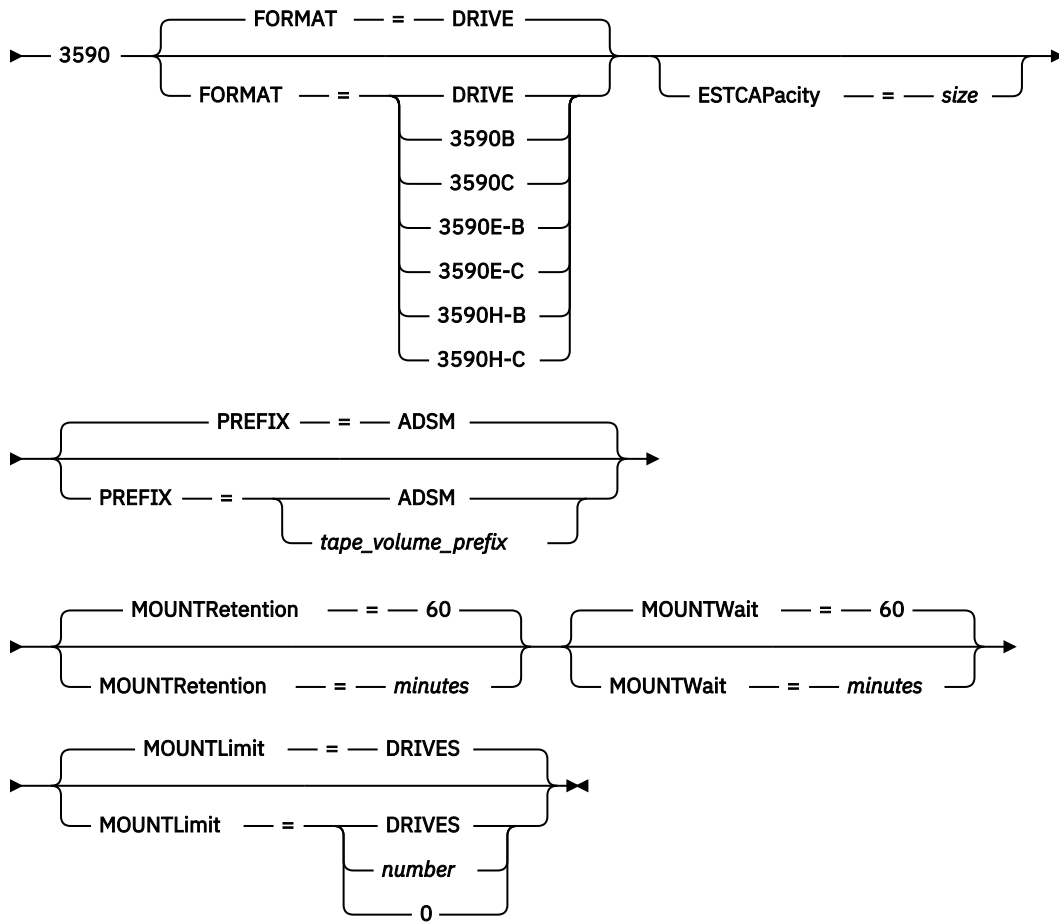 FORMAT = DRIVE
3590
FORMAT = DRIVE
ESTCAPacity = size
3590B
3590C
3590E-B
3590E-C
3590H-B
3590H-C
PREFIX = ADSM
PREFIX = ADSM
tape_volume_prefix
MOUNTRetention = 60 MOUNTWait = 60
MOUNTRetention = minutes MOUNTWait = minutes
MOUNTLimit = DRIVES
MOUNTLimit = DRIVES
number
0